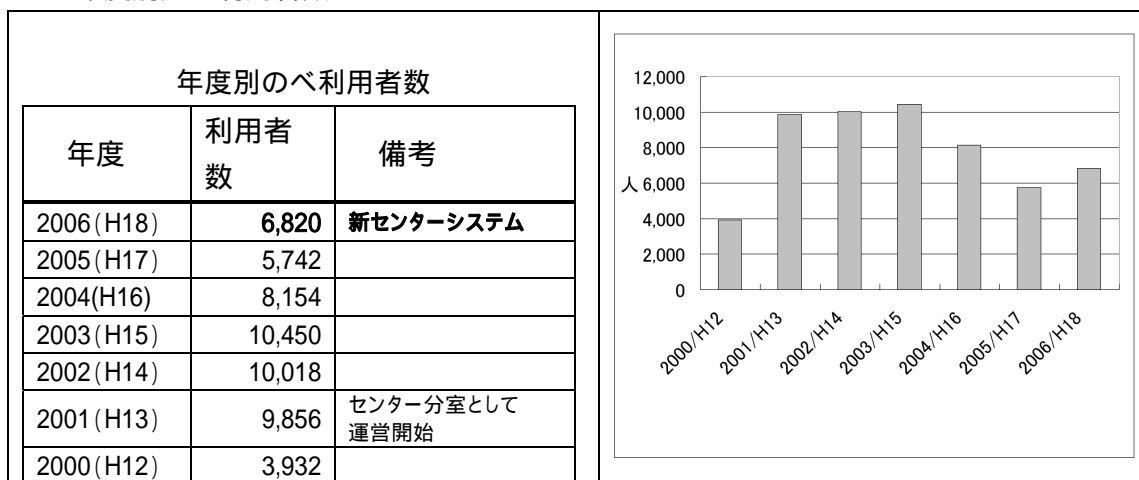 年度別のべ利用者数
年度 利用者数 備考
2006(H18) 6,820 新センターシステム
2005(H17) 5,742
2004(H16) 8,154
2003(H15) 10,450
2002(H14) 10,018
2001(H13) 9,856 センター分室として
運営開始
2000(H12) 3,932
12,000
10,000
8,000
人 6,000
4,000
2,000
0
2000/H12
2001/H13
2002/H14
2003/H15
2004/H16
2005/H17
2006/H18